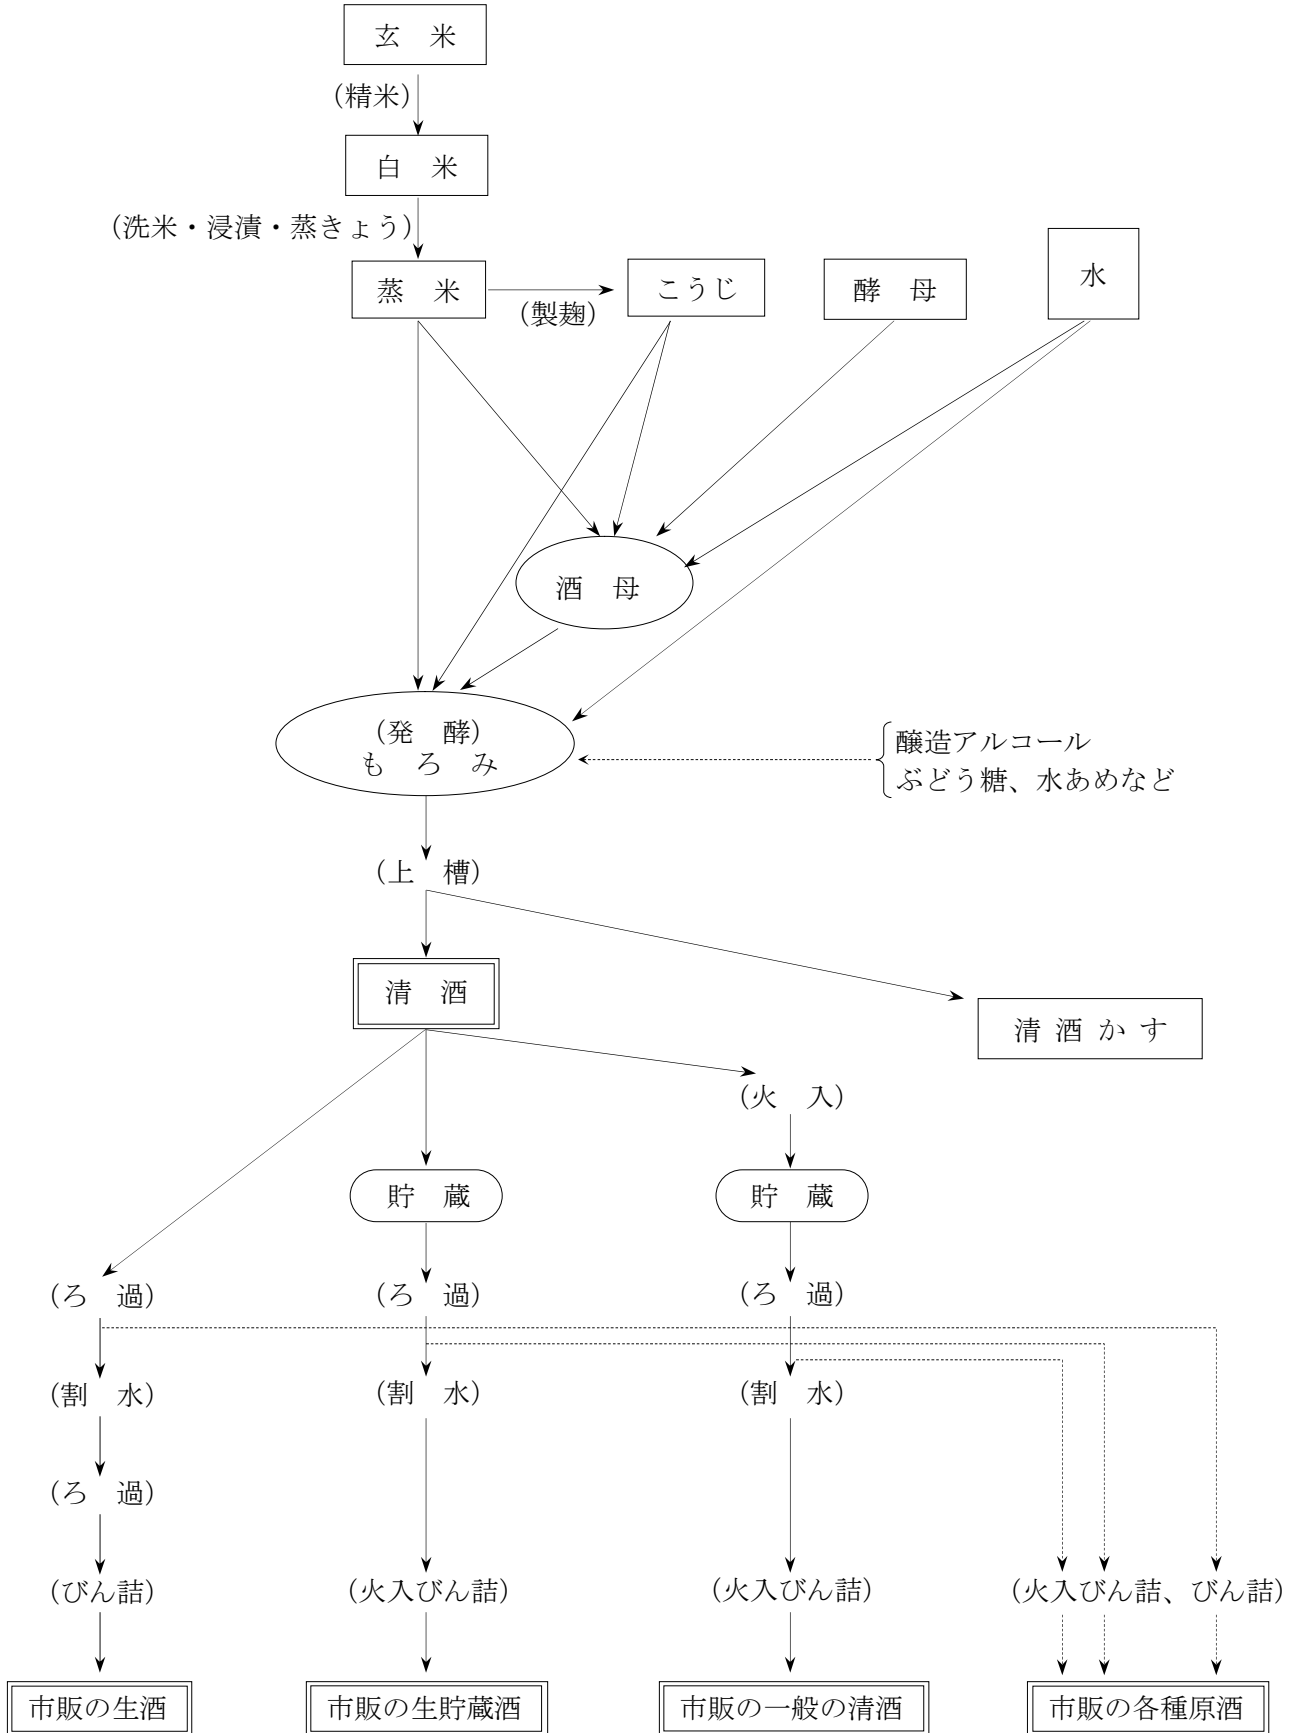 玄　米
（精米）
白　米
（洗米・浸漬・蒸きょう）
蒸　米
（製麹）
こうじ
酵　母
水
酒　母
（発　酵）
も　ろ　み
醸造アルコール
ぶどう糖、水あめなど
（上　槽）
清　酒
清 酒 か す
（火　入）
貯　蔵
貯　蔵
（ろ　過）
（ろ　過）
（ろ　過）
（割　水）
（割　水）
（割　水）
（ろ　過）
（びん詰）
（火入びん詰）
（火入びん詰）
（火入びん詰、びん詰）
市販の生酒
市販の生貯蔵酒
市販の一般の清酒
市販の各種原酒